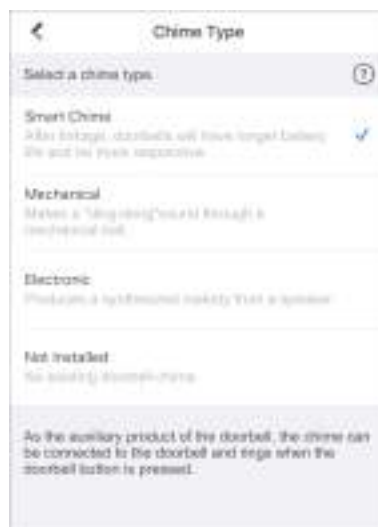 Chime Type
Select a chime type.
Smart Chime
After linkage, doorbells will have longer battery
life and be more responsive.
Mechanical
Makes a "ding-dong" sound through a
mechanical bell.
Electronic
Produces a synthesized melody from a speaker.
Not Installed
No existing doorbell chime.
As the auxiliary product of the doorbell, the chime can
be connected to the doorbell and rings when the
doorbell button is pressed.